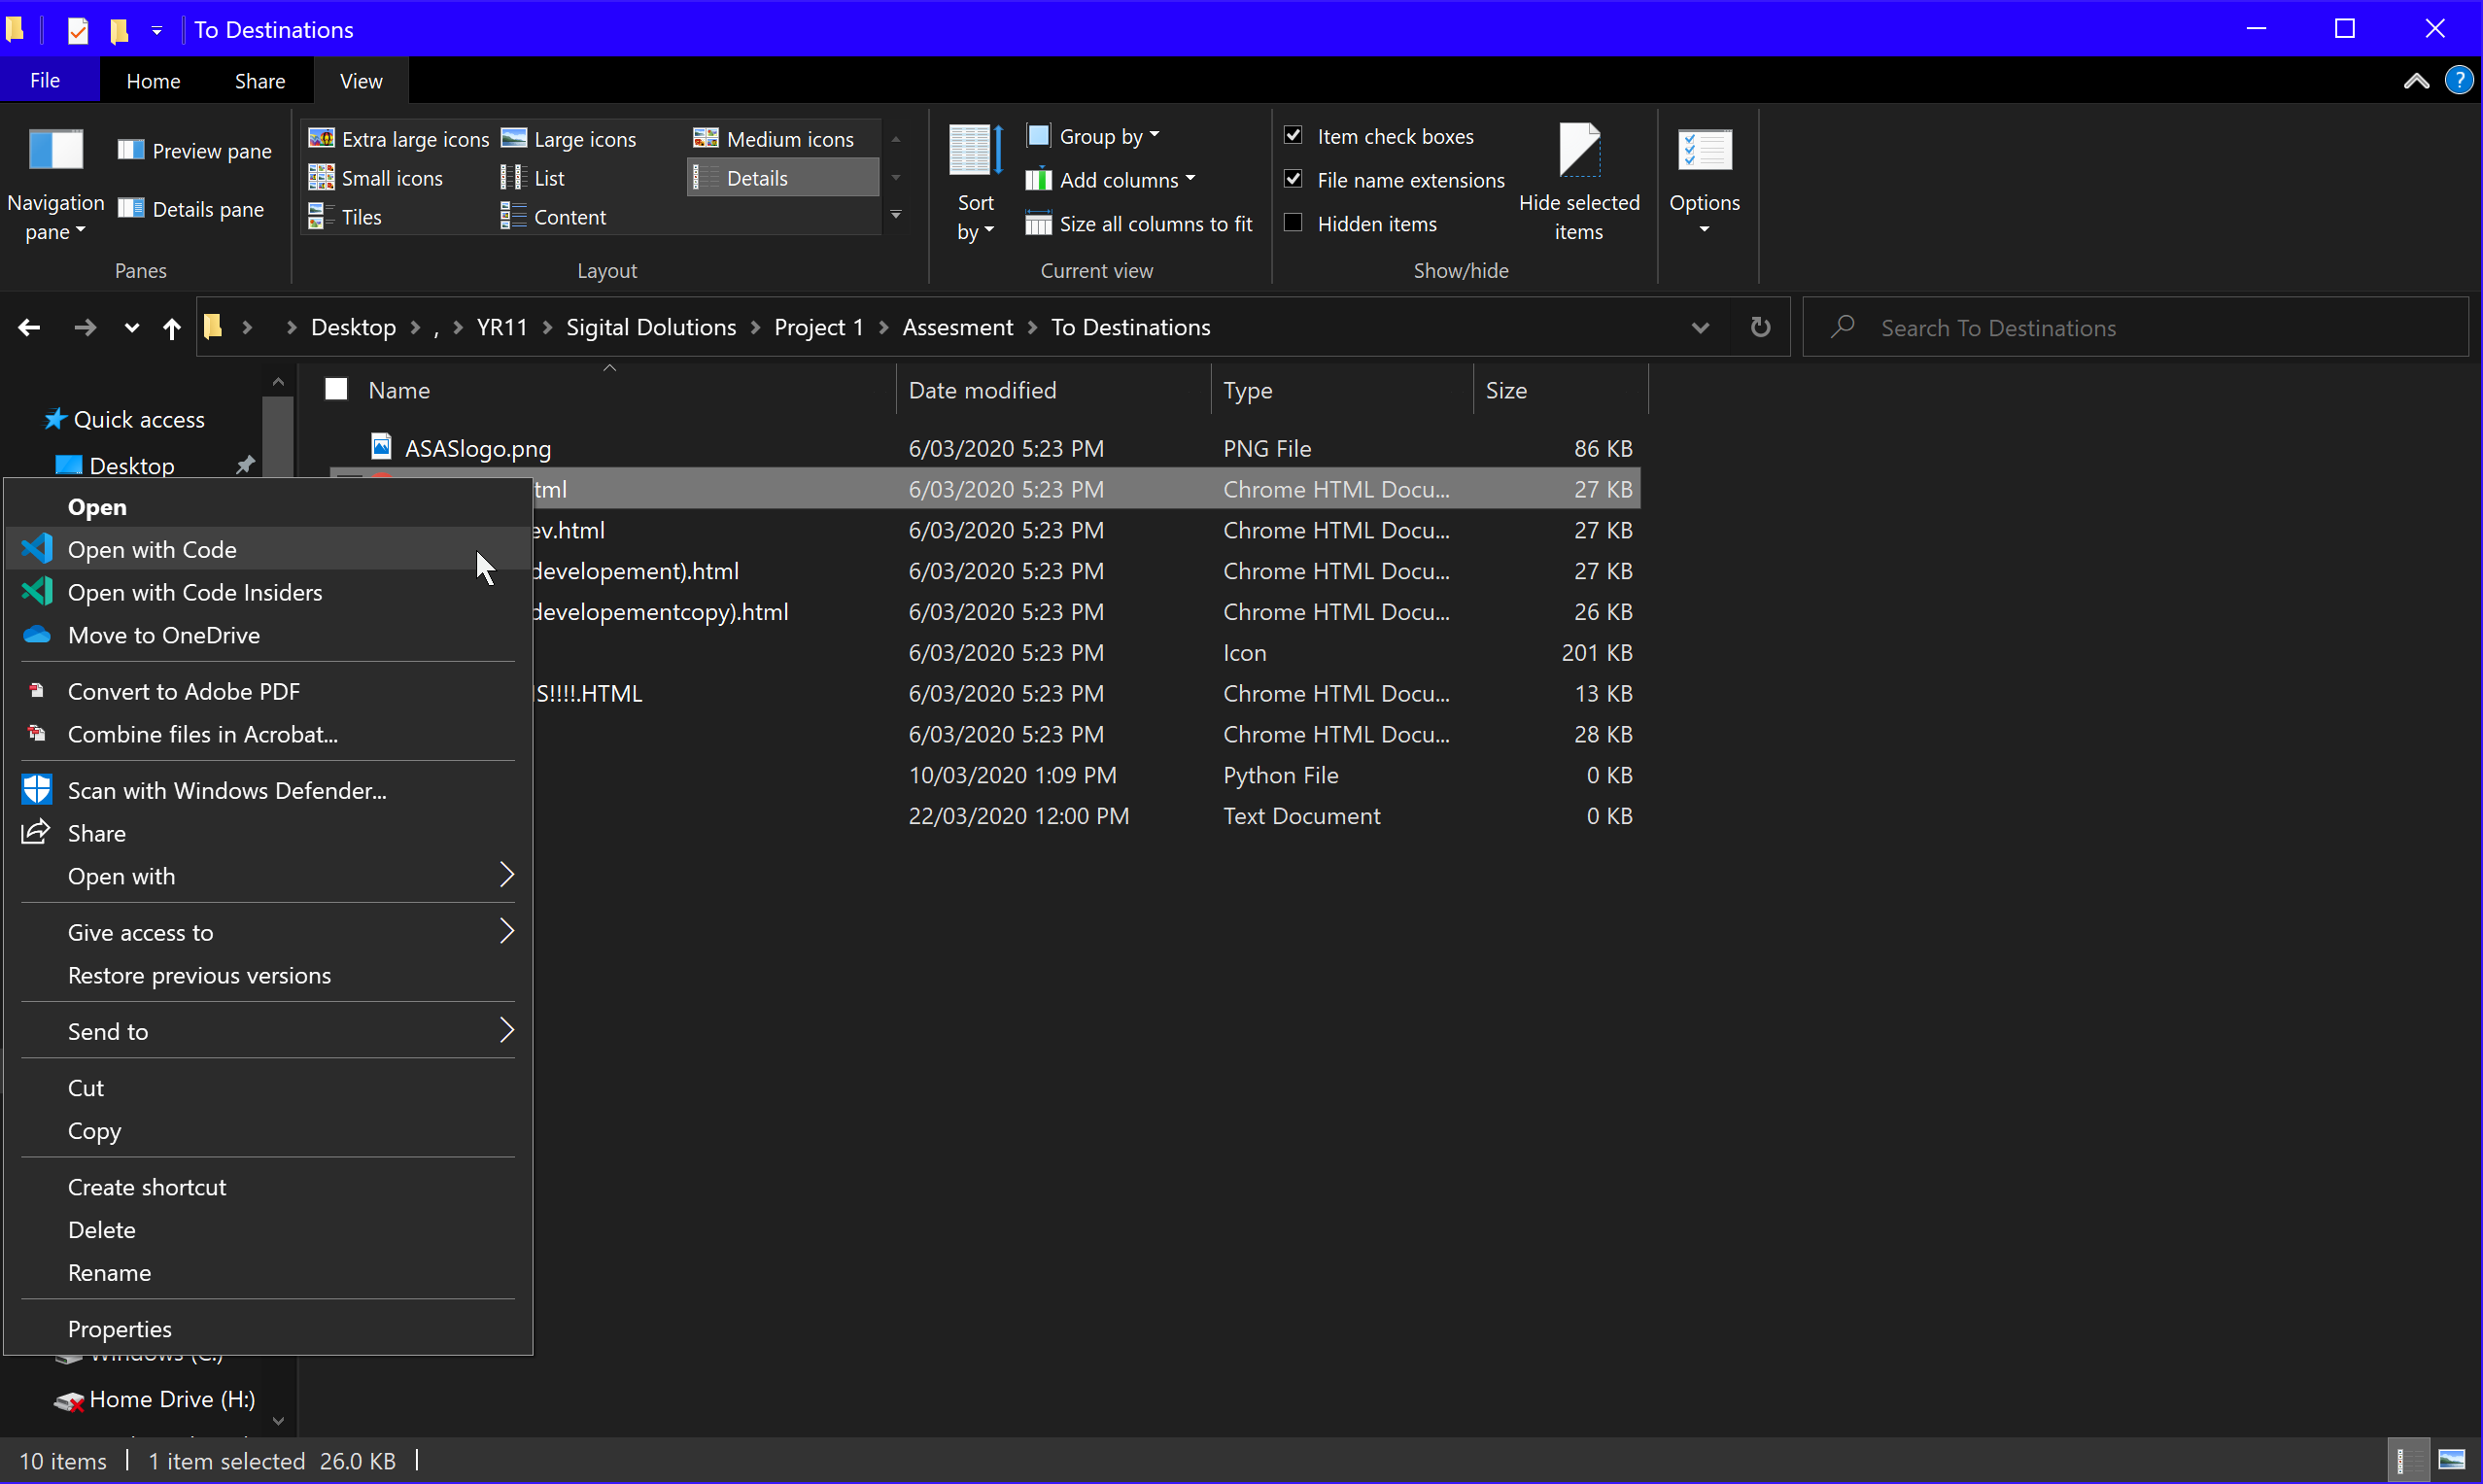 To Destinations
File Home Share View
?
Navigation pane
Preview pane
Details pane
Panes
Extra large icons Large icons Medium icons
Small icons List Details
Tiles Content
Layout
Sort by
Group by
Add columns
Size all columns to fit
Current view
Item check boxes
File name extensions
Hidden items
Hide selected items
Show/hide
Options
Desktop , YR11 Sigital Dolutions Project 1 Assesment To Destinations
Search To Destinations
Quick access
Desktop
Name Date modified Type Size
ASASlogo.png 6/03/2020 5:23 PM PNG File 86 KB
tml 6/03/2020 5:23 PM Chrome HTML Docu... 27 KB
ev.html 6/03/2020 5:23 PM Chrome HTML Docu... 27 KB
developement).html 6/03/2020 5:23 PM Chrome HTML Docu... 27 KB
developementcopy).html 6/03/2020 5:23 PM Chrome HTML Docu... 26 KB
6/03/2020 5:23 PM Icon 201 KB
IS!!!!.HTML 6/03/2020 5:23 PM Chrome HTML Docu... 13 KB
6/03/2020 5:23 PM Chrome HTML Docu... 28 KB
10/03/2020 1:09 PM Python File 0 KB
22/03/2020 12:00 PM Text Document 0 KB
Open
Open with Code
Open with Code Insiders
Move to OneDrive
Convert to Adobe PDF
Combine files in Acrobat...
Scan with Windows Defender...
Share
Open with
Give access to
Restore previous versions
Send to
Cut
Copy
Create shortcut
Delete
Rename
Properties
Windows (C:)
Home Drive (H:)
10 items 1 item selected 26.0 KB